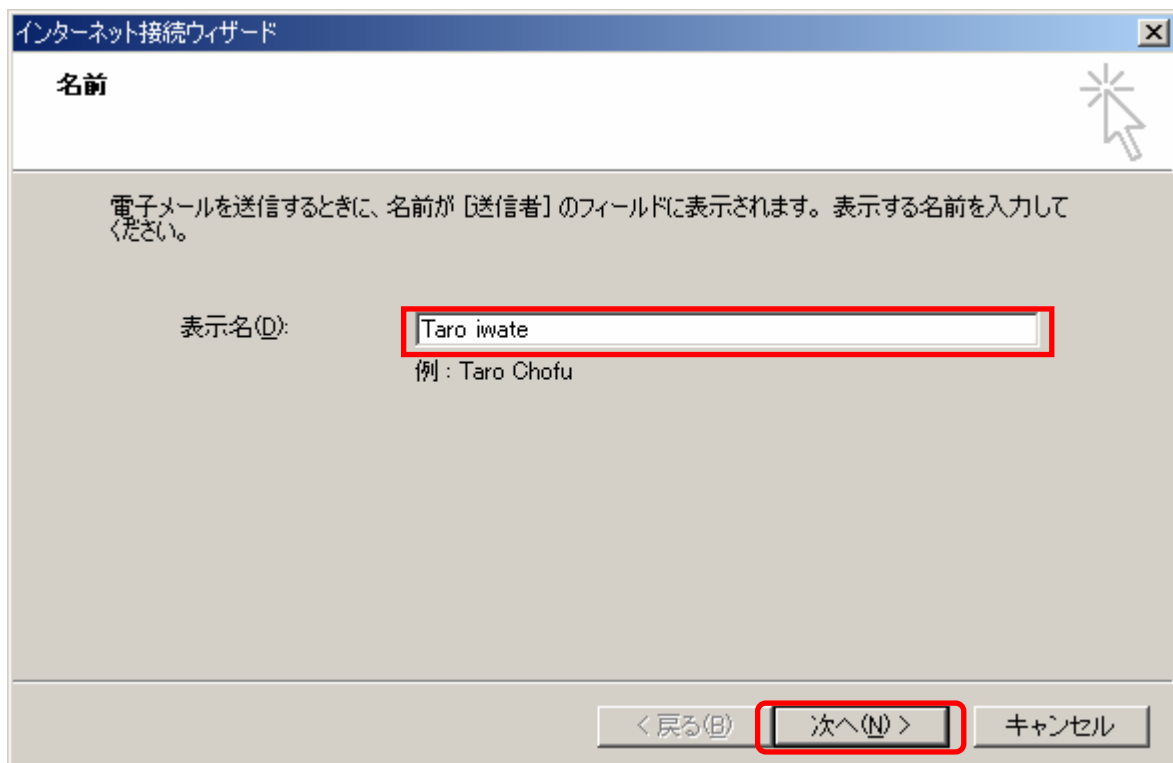 インターネット接続ウィザード
名前
電子メールを送信するときに、名前が [送信者] のフィールドに表示されます。表示する名前を入力して
ください。
表示名(D):
Taro iwate
例 : Taro Chofu
< 戻る(B)
次へ(N) >
キャンセル